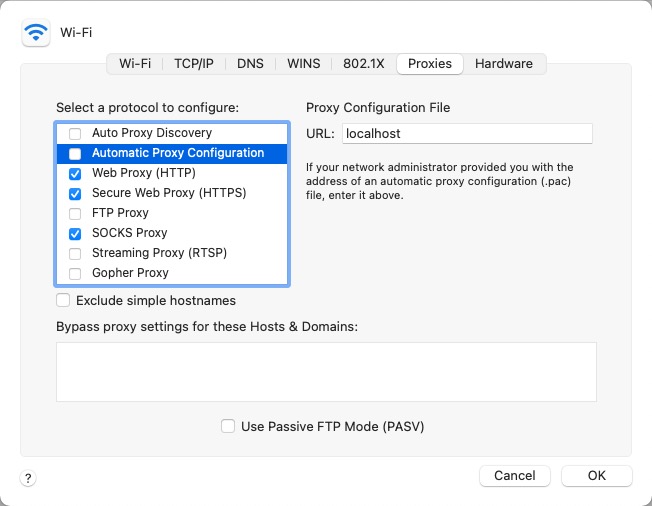 Wi-Fi
Wi-Fi TCP/IP DNS WINS 802.1X Proxies Hardware
Select a protocol to configure:
Auto Proxy Discovery
Automatic Proxy Configuration
Web Proxy (HTTP)
Secure Web Proxy (HTTPS)
FTP Proxy
SOCKS Proxy
Streaming Proxy (RTSP)
Gopher Proxy
Exclude simple hostnames
Proxy Configuration File
URL: localhost
If your network administrator provided you with the
address of an automatic proxy configuration (.pac)
file, enter it above.
Bypass proxy settings for these Hosts & Domains:
Use Passive FTP Mode (PASV)
? Cancel OK